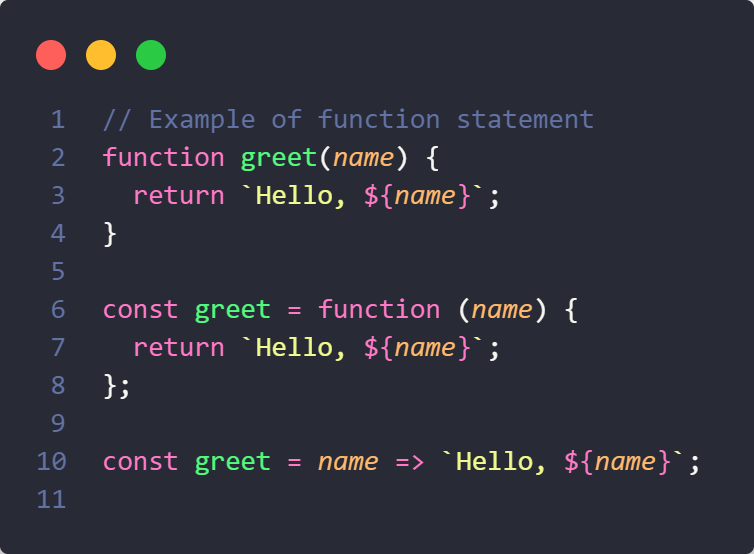 1 // Example of function statement
2 function greet(name) {
3   return `Hello, ${name}`;
4 }
5
6 const greet = function (name) {
7   return `Hello, ${name}`;
8 };
9
10 const greet = name => `Hello, ${name}`;
11